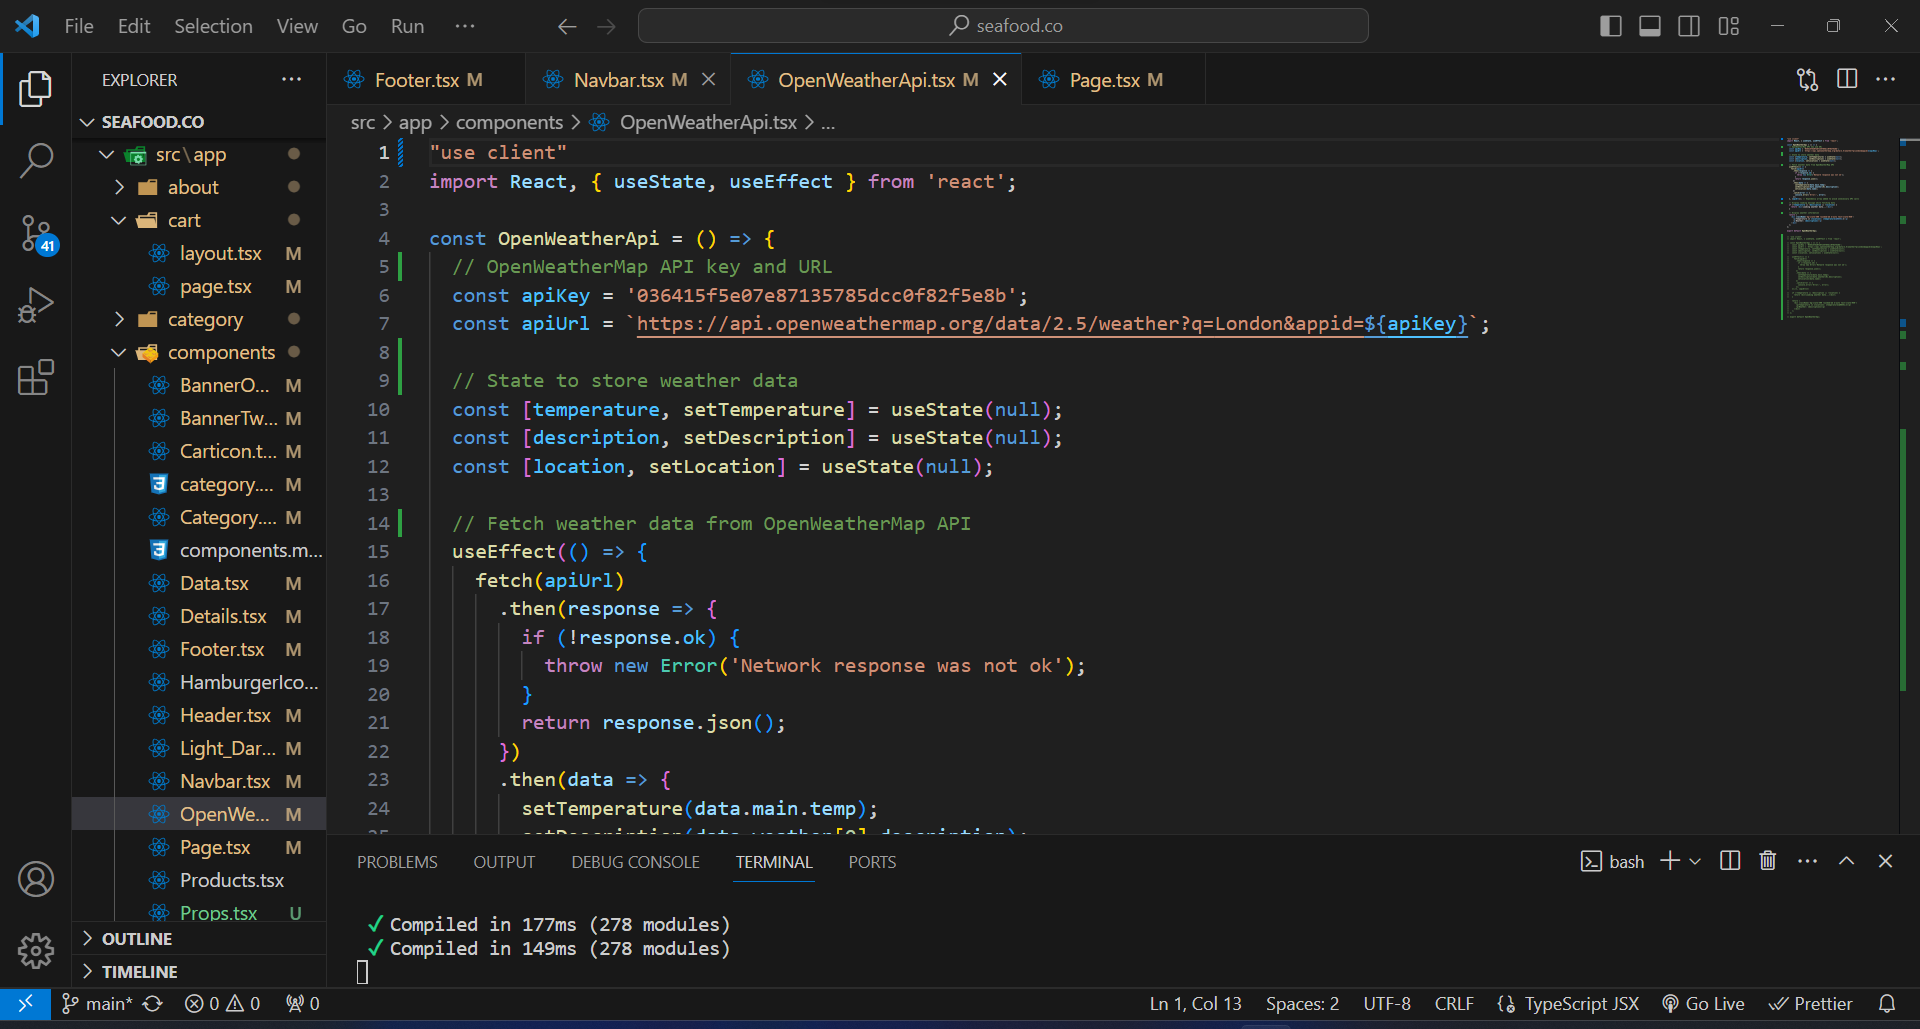 File Edit Selection View Go Run ··· seafood.co
EXPLORER ···
SEAFOOD.CO
src\app
about
cart
layout.tsx M
page.tsx M
category
components
BannerO... M
BannerTw... M
Carticon.t... M
category.... M
Category.... M
components.m...
Data.tsx M
Details.tsx M
Footer.tsx M
HamburgerIco...
Header.tsx M
Light_Dar... M
Navbar.tsx M
OpenWe... M
Page.tsx M
Products.tsx
Props.tsx U
OUTLINE
TIMELINE
41
Footer.tsx M Navbar.tsx M OpenWeatherApi.tsx M Page.tsx M
src > app > components > OpenWeatherApi.tsx > ...
1 "use client"
2 import React, { useState, useEffect } from 'react';
3
4 const OpenWeatherApi = () => {
5 // OpenWeatherMap API key and URL
6 const apiKey = '036415f5e07e87135785dcc0f82f5e8b';
7 const apiUrl = `https://api.openweathermap.org/data/2.5/weather?q=London&appid=${apiKey}`;
8
9 // State to store weather data
10 const [temperature, setTemperature] = useState(null);
11 const [description, setDescription] = useState(null);
12 const [location, setLocation] = useState(null);
13
14 // Fetch weather data from OpenWeatherMap API
15 useEffect(() => {
16 fetch(apiUrl)
17 .then(response => {
18 if (!response.ok) {
19 throw new Error('Network response was not ok');
20 }
21 return response.json();
22 })
23 .then(data => {
24 setTemperature(data.main.temp);
25 setDescription(data.weather[0].description);
PROBLEMS OUTPUT DEBUG CONSOLE TERMINAL PORTS bash
✓ Compiled in 177ms (278 modules)
✓ Compiled in 149ms (278 modules)
main* 0 0 0 Ln 1, Col 13 Spaces: 2 UTF-8 CRLF {} TypeScript JSX Go Live Prettier